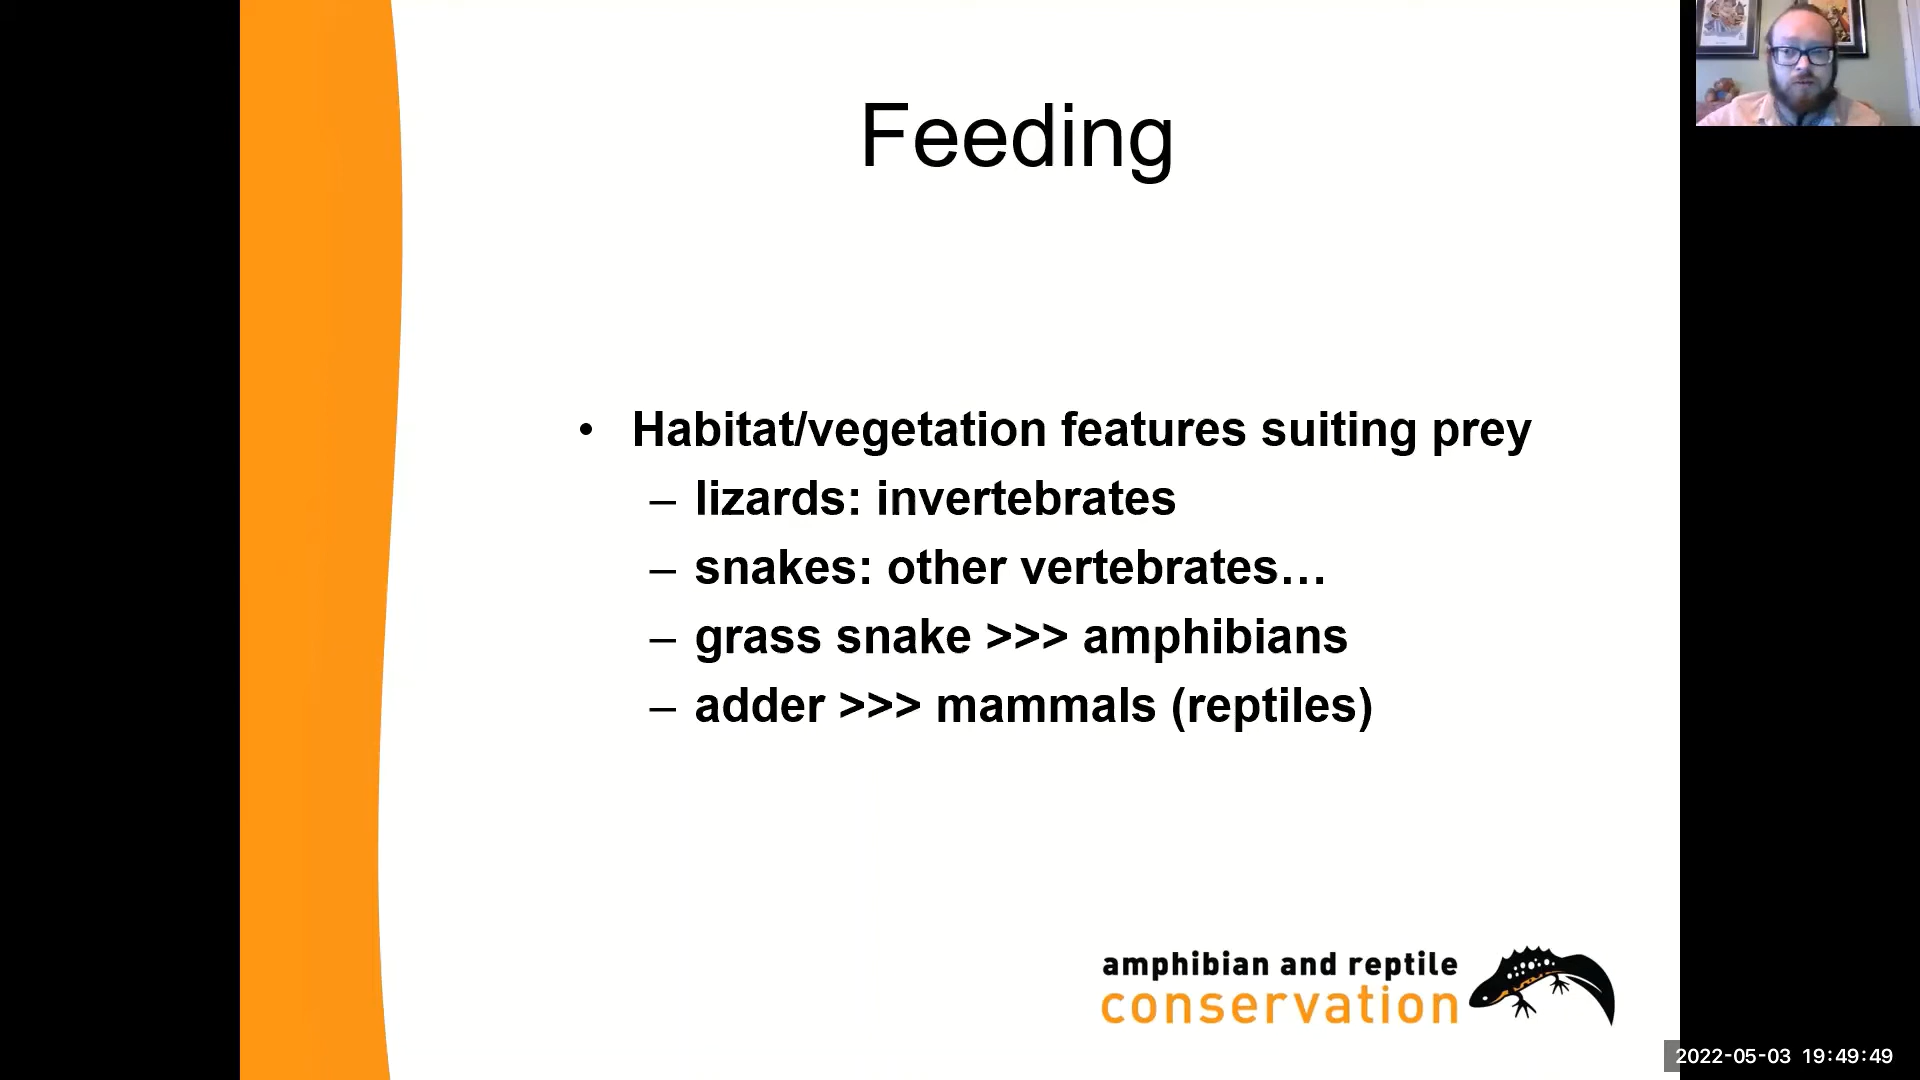 Feeding
• Habitat/vegetation features suiting prey
– lizards: invertebrates
– snakes: other vertebrates…
– grass snake >>> amphibians
– adder >>> mammals (reptiles)
amphibian and reptile
conservation
2022-05-03 19:49:49